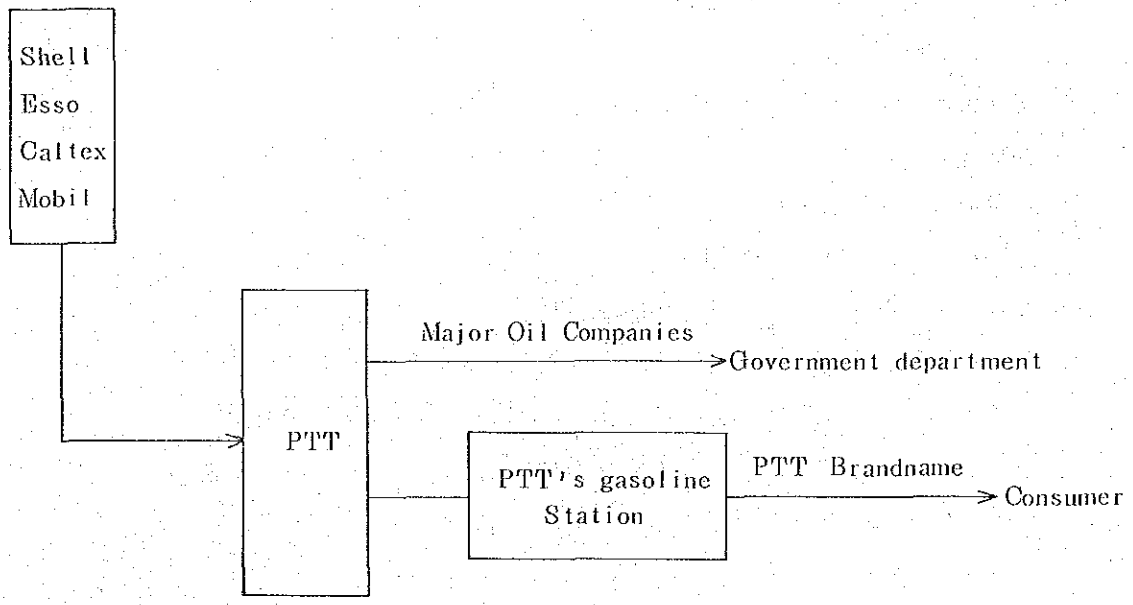 Shell
Esso
Caltex
Mobil
Major Oil Companies
Government department
PTT
PTT's gasoline
Station
PTT Brandname
Consumer